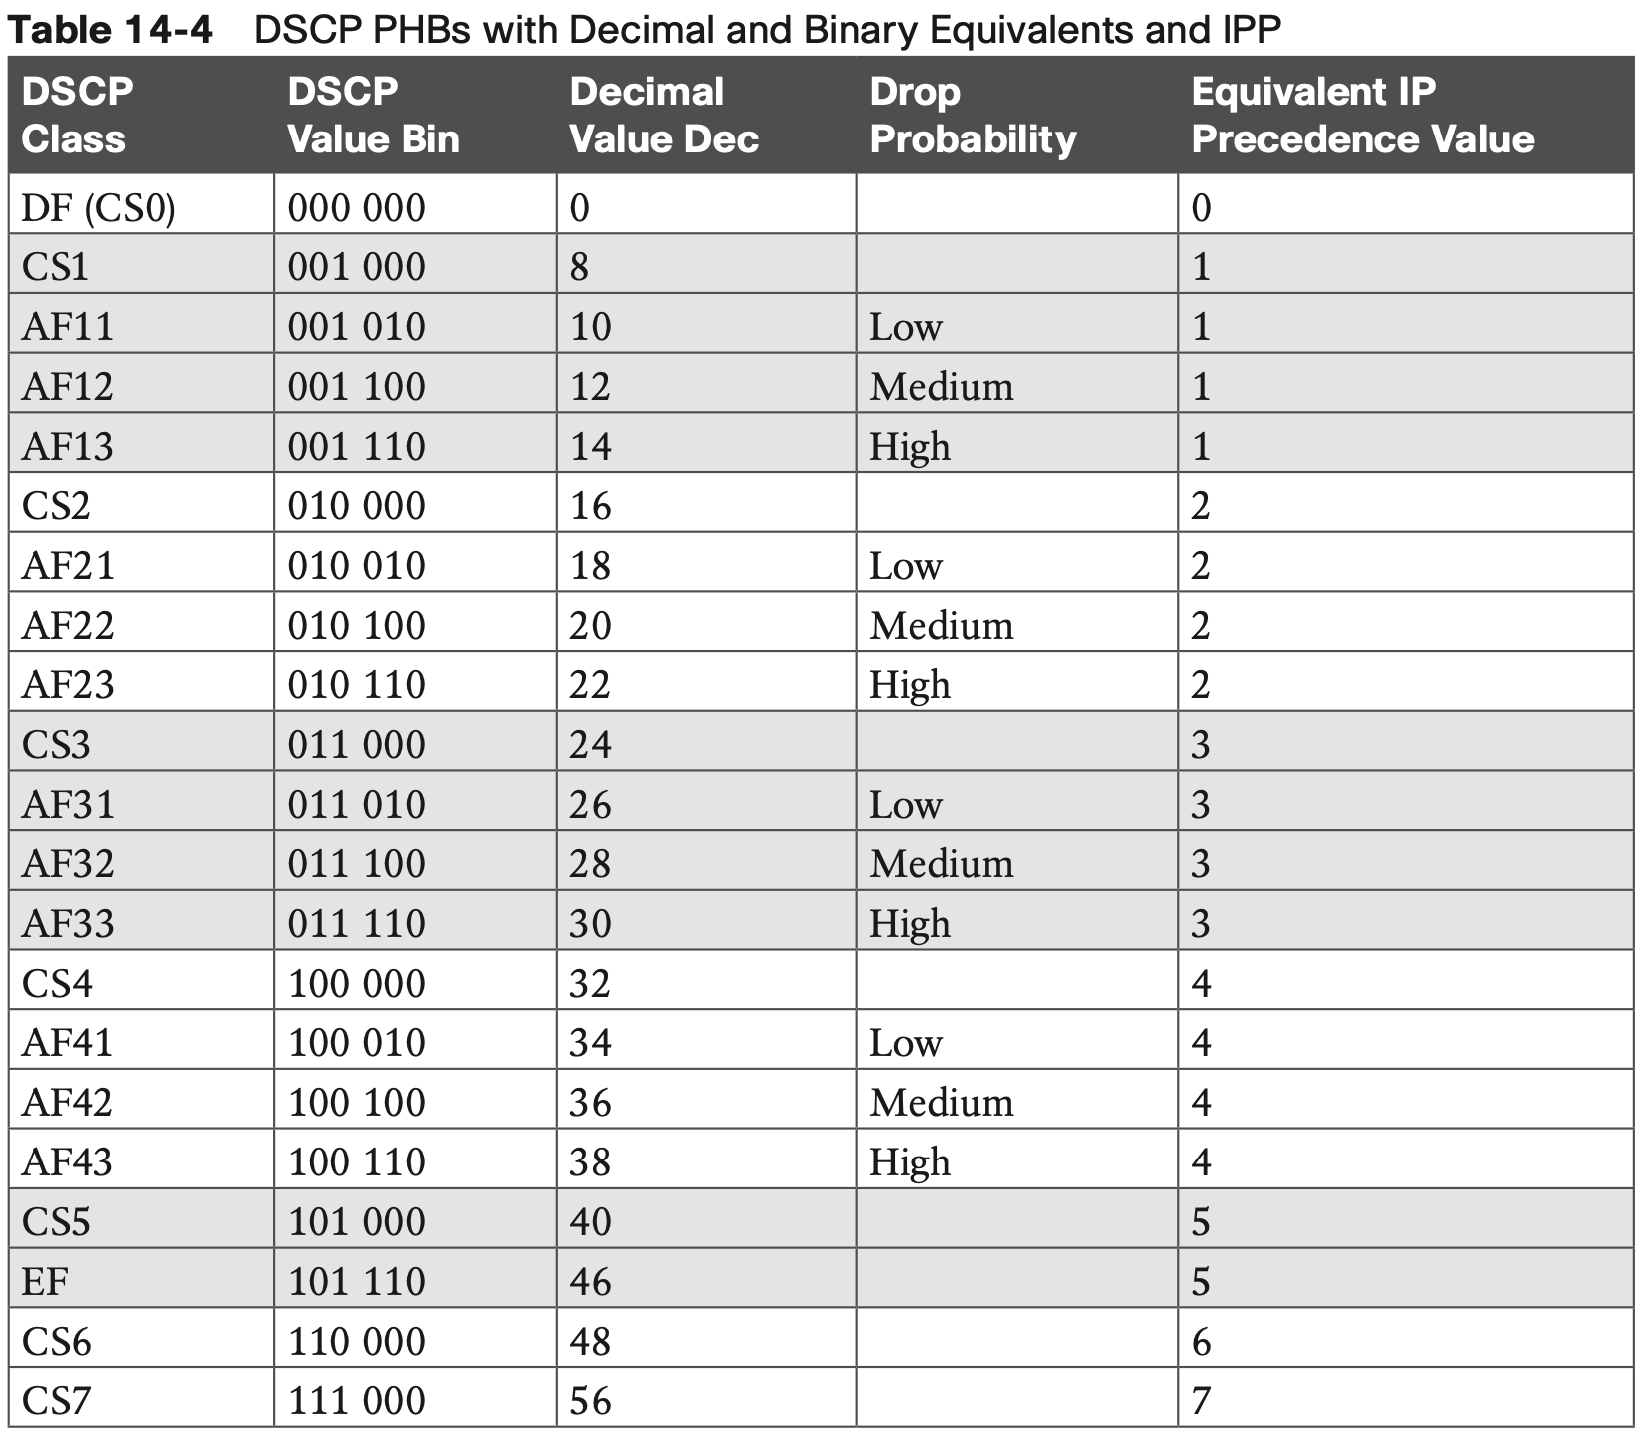 Table 14-4 DSCP PHBs with Decimal and Binary Equivalents and IPP
DSCP Class DSCP Value Bin Decimal Value Dec Drop Probability Equivalent IP Precedence Value
DF (CS0) 000 000 0 0
CS1 001 000 8 1
AF11 001 010 10 Low 1
AF12 001 100 12 Medium 1
AF13 001 110 14 High 1
CS2 010 000 16 2
AF21 010 010 18 Low 2
AF22 010 100 20 Medium 2
AF23 010 110 22 High 2
CS3 011 000 24 3
AF31 011 010 26 Low 3
AF32 011 100 28 Medium 3
AF33 011 110 30 High 3
CS4 100 000 32 4
AF41 100 010 34 Low 4
AF42 100 100 36 Medium 4
AF43 100 110 38 High 4
CS5 101 000 40 5
EF 101 110 46 5
CS6 110 000 48 6
CS7 111 000 56 7